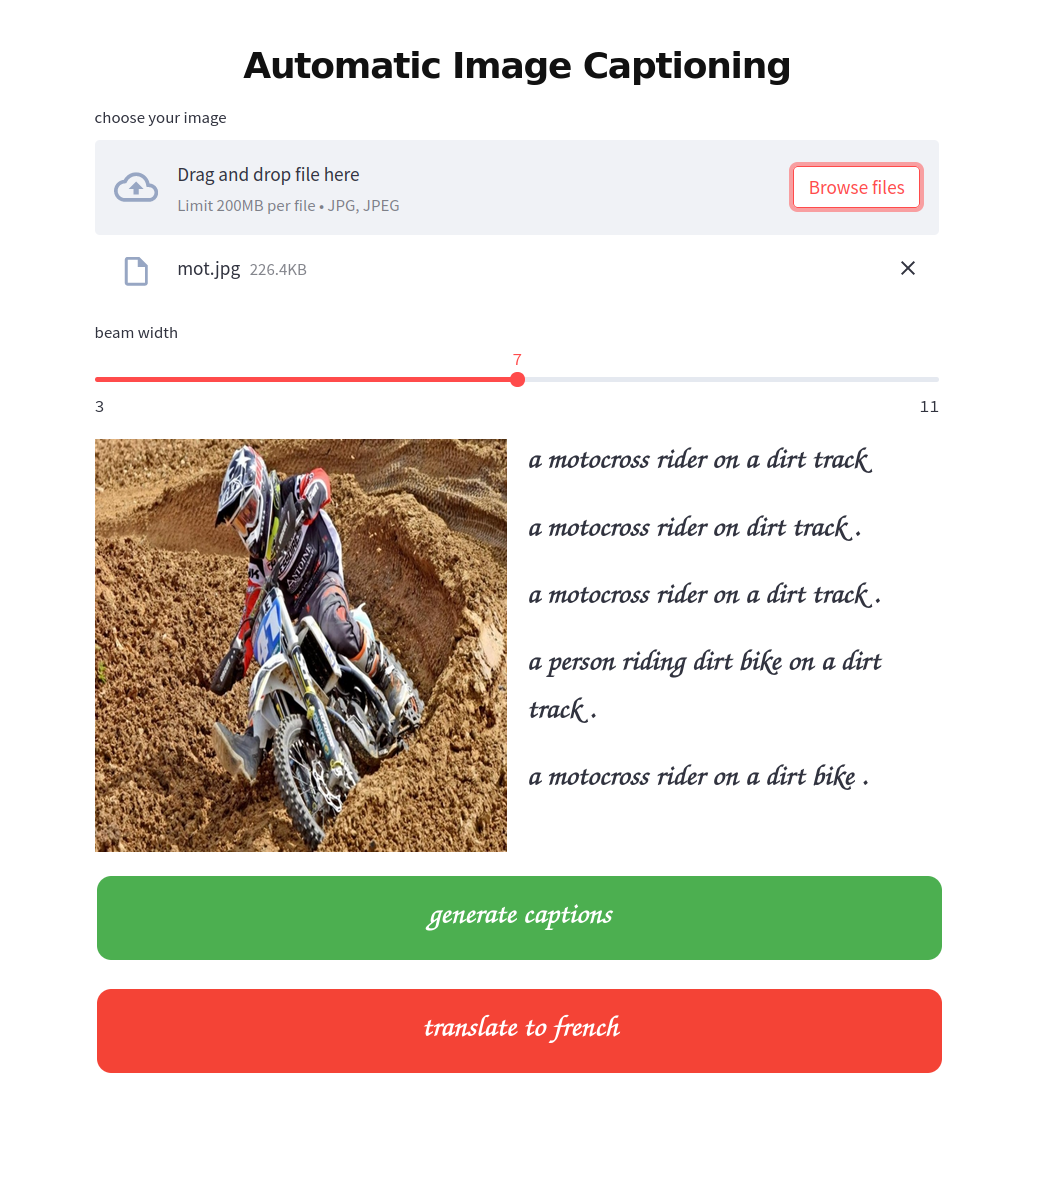 Automatic Image Captioning
choose your image
Drag and drop file here
Limit 200MB per file • JPG, JPEG
Browse files
mot.jpg 226.4KB
beam width
7
3
11
a motocross rider on a dirt track
a motocross rider on dirt track .
a motocross rider on a dirt track .
a person riding dirt bike on a dirt
track .
a motocross rider on a dirt bike .
ANTOINE
generate captions
translate to french